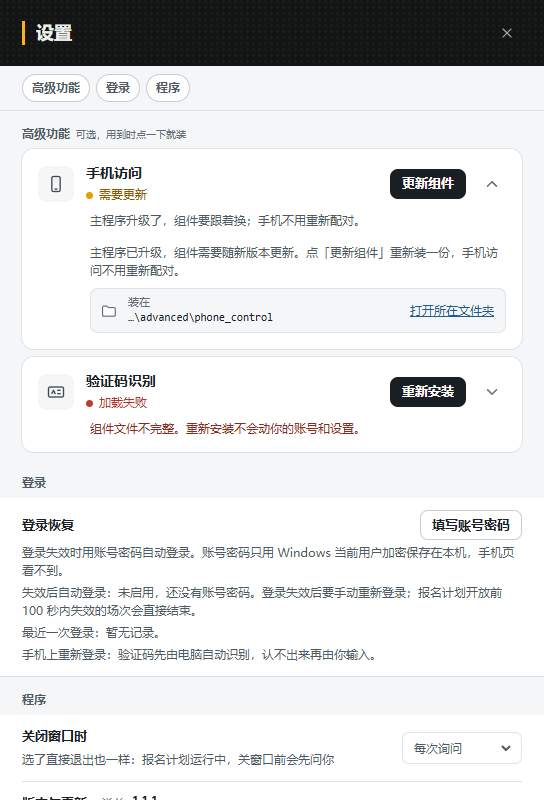 设置
高级功能
登录
程序
高级功能 可选，用到时点一下就装
手机访问
需要更新
更新组件
主程序升级了，组件要跟着换；手机不用重新配对。
主程序已升级，组件需要随新版本更新。点「更新组件」重新装一份，手机访
问不用重新配对。
装在
…\advanced\phone_control
打开所在文件夹
验证码识别
加载失败
重新安装
组件文件不完整。重新安装不会动你的账号和设置。
登录
登录恢复
填写账号密码
登录失效时用账号密码自动登录。账号密码只用 Windows 当前用户加密保存在本机，手机页
看不到。
失效后自动登录：未启用，还没有账号密码。登录失效后要手动重新登录；报名计划开放前
100 秒内失效的场次会直接结束。
最近一次登录：暂无记录。
手机上重新登录：验证码先由电脑自动识别，认不出来再由你输入。
程序
关闭窗口时
选了直接退出也一样：报名计划运行中，关窗口前会先问你
每次询问
版本与更新
1.1.1